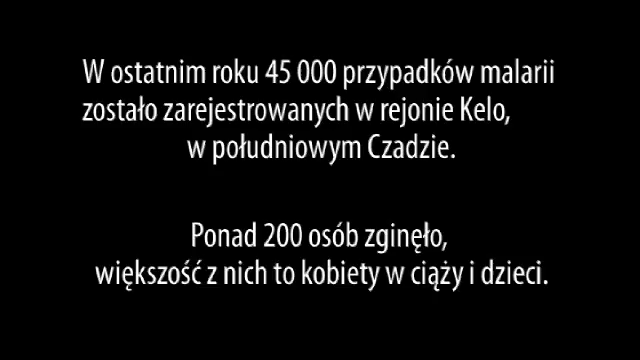 W ostatnim roku 45 000 przypadków malarii
zostało zarejestrowanych w rejonie Kelo,
w południowym Czadzie.
Ponad 200 osób zginęło,
większość z nich to kobiety w ciąży i dzieci.